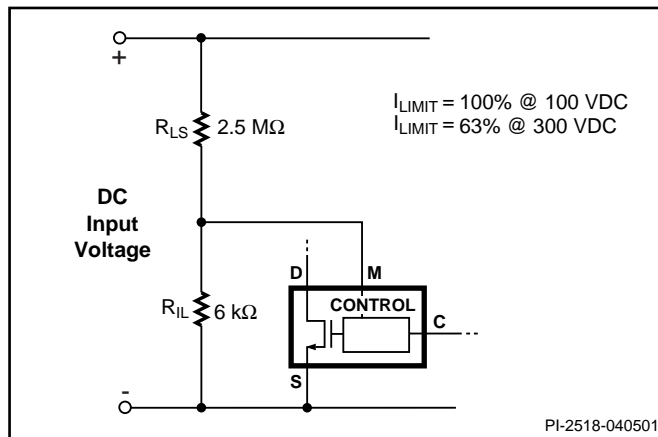 +
R_LS 2.5 MΩ
I_LIMIT = 100% @ 100 VDC
I_LIMIT = 63% @ 300 VDC
DC
Input
Voltage
D M
R_IL 6 kΩ
CONTROL
C
S
-
PI-2518-040501